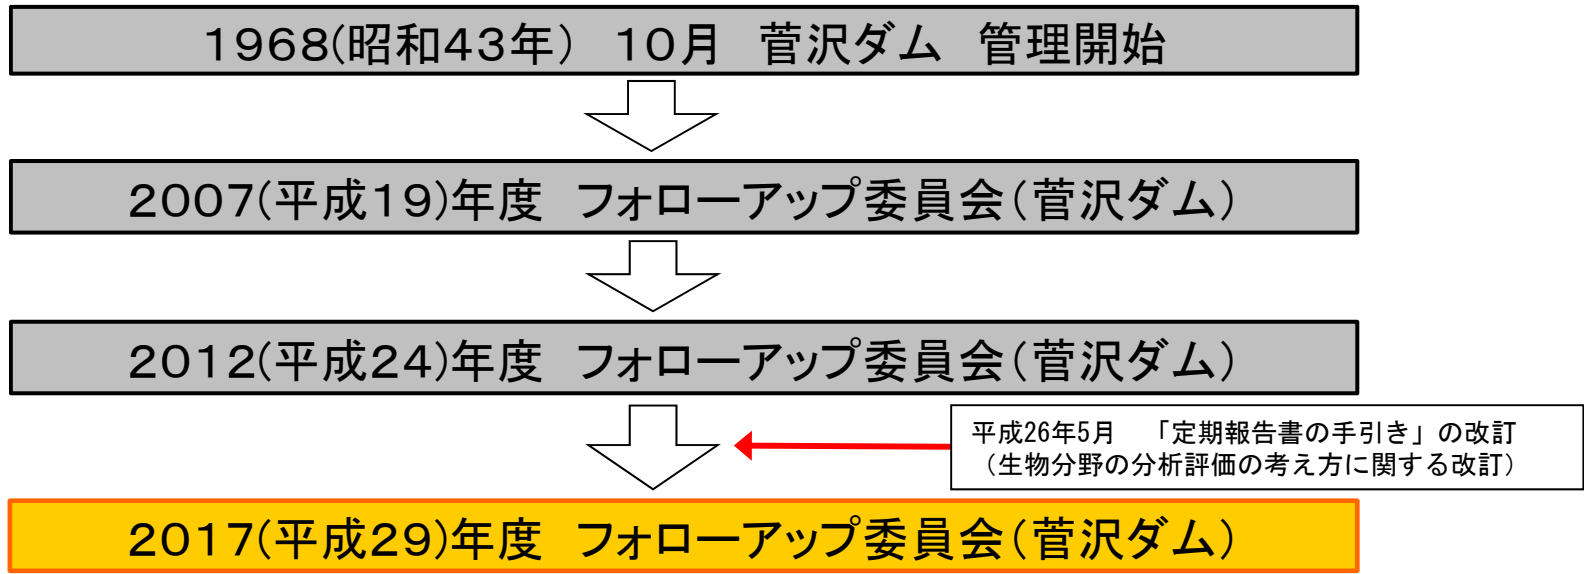 1968(昭和43年)　10月　菅沢ダム　管理開始
2007(平成19)年度　フォローアップ委員会(菅沢ダム)
2012(平成24)年度　フォローアップ委員会(菅沢ダム)
平成26年5月　「定期報告書の手引き」の改訂
（生物分野の分析評価の考え方に関する改訂）
2017(平成29)年度　フォローアップ委員会(菅沢ダム)